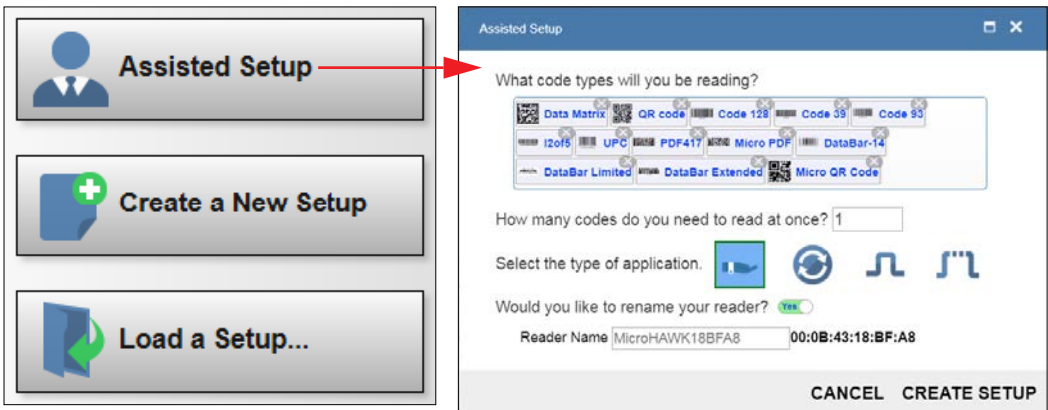 Assisted Setup
Create a New Setup
Load a Setup...
Assisted Setup
What code types will you be reading?
Data Matrix QR code Code 128 Code 39 Code 93
I2of5 UPC PDF417 Micro PDF DataBar-14
DataBar Limited DataBar Extended Micro QR Code
How many codes do you need to read at once? 1
Select the type of application.
Would you like to rename your reader? Yes
Reader Name MicroHAWK18BFA8 00:0B:43:18:BF:A8
CANCEL CREATE SETUP